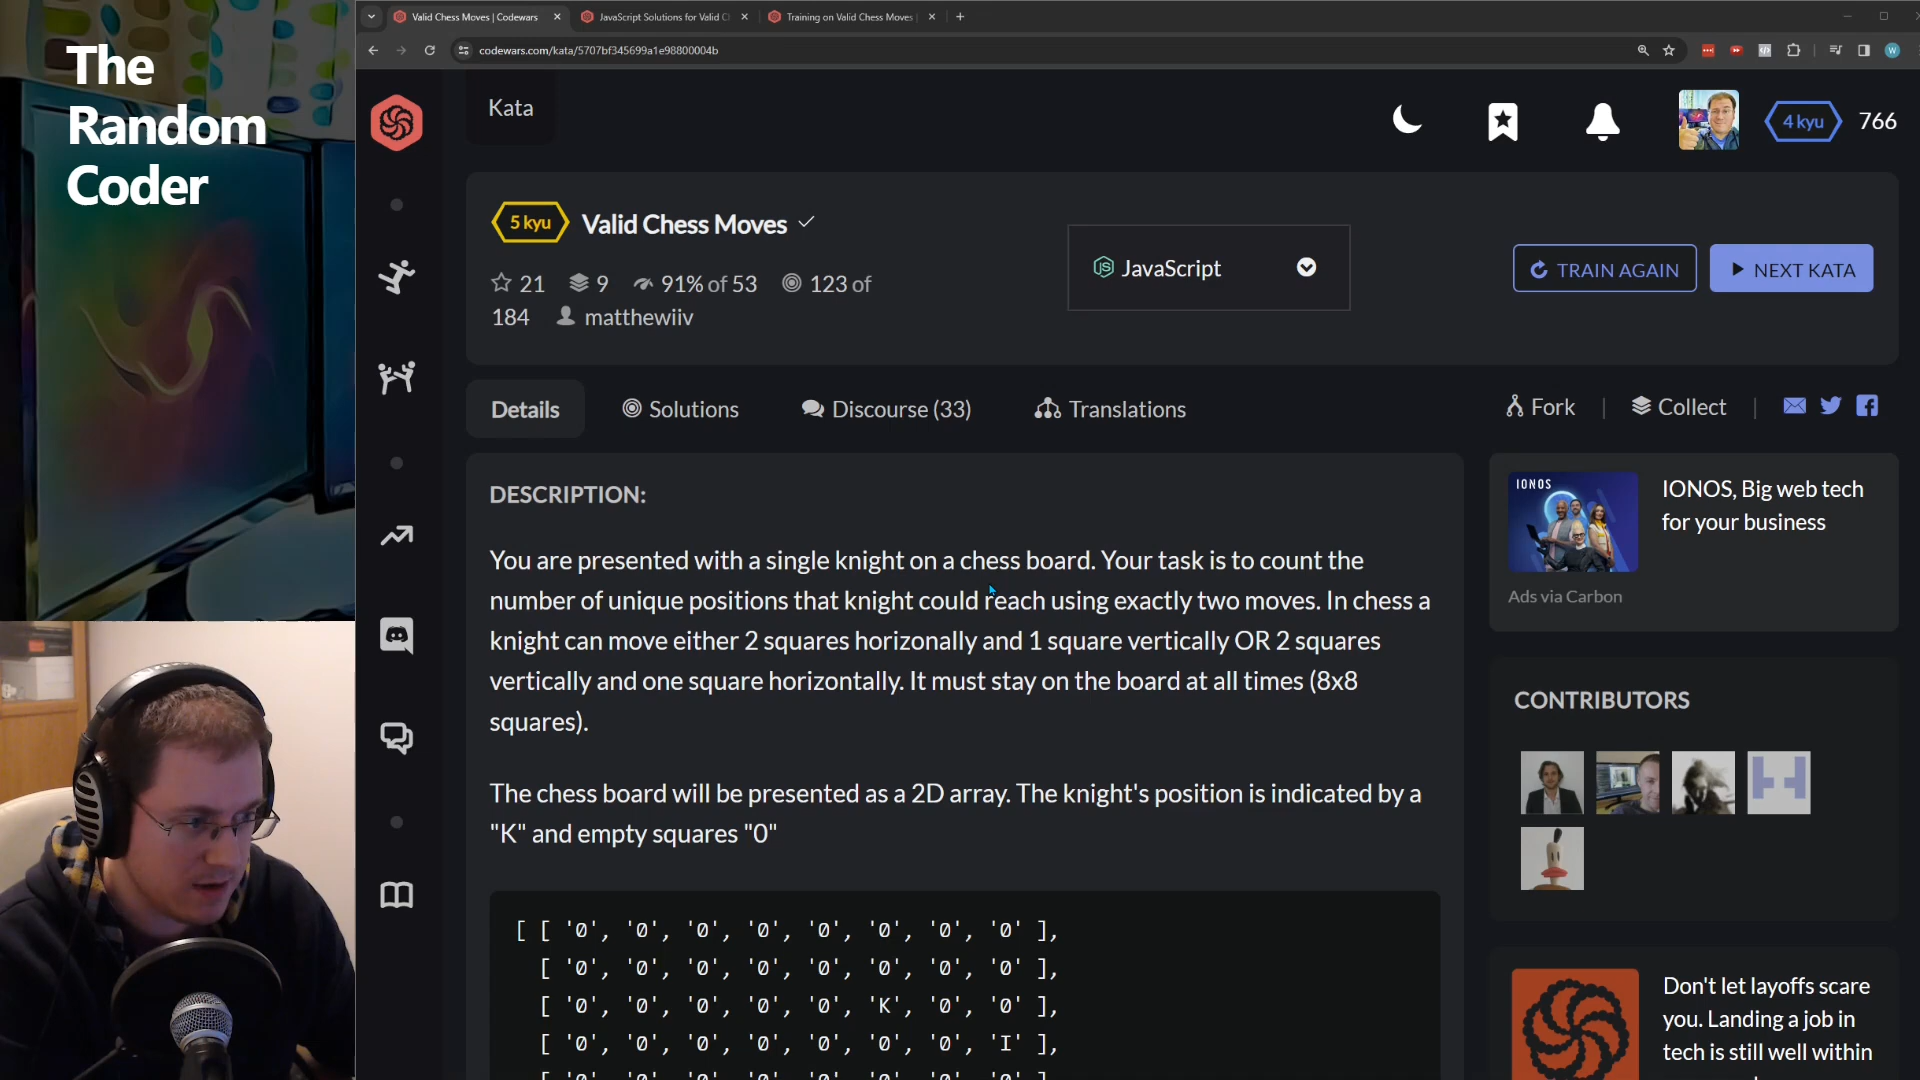 The
Random
Coder
Valid Chess Moves | Codewars
JavaScript Solutions for Valid C
Training on Valid Chess Moves
codewars.com/kata/5707bf345699a1e98800004b
W
Kata
4 kyu
766
5 kyu
Valid Chess Moves
21
9
91% of 53
123 of
184
matthewiiv
JavaScript
TRAIN AGAIN
NEXT KATA
Details
Solutions
Discourse (33)
Translations
Fork
Collect
DESCRIPTION:
You are presented with a single knight on a chess board. Your task is to count the
number of unique positions that knight could reach using exactly two moves. In chess a
knight can move either 2 squares horizonally and 1 square vertically OR 2 squares
vertically and one square horizontally. It must stay on the board at all times (8x8
squares).
The chess board will be presented as a 2D array. The knight's position is indicated by a
"K" and empty squares "0"
[ [ '0', '0', '0', '0', '0', '0', '0', '0' ],
[ '0', '0', '0', '0', '0', '0', '0', '0' ],
[ '0', '0', '0', '0', '0', 'K', '0', '0' ],
[ '0', '0', '0', '0', '0', '0', '0', 'I' ],
IONOS
IONOS, Big web tech
for your business
Ads via Carbon
CONTRIBUTORS
Don't let layoffs scare
you. Landing a job in
tech is still well within